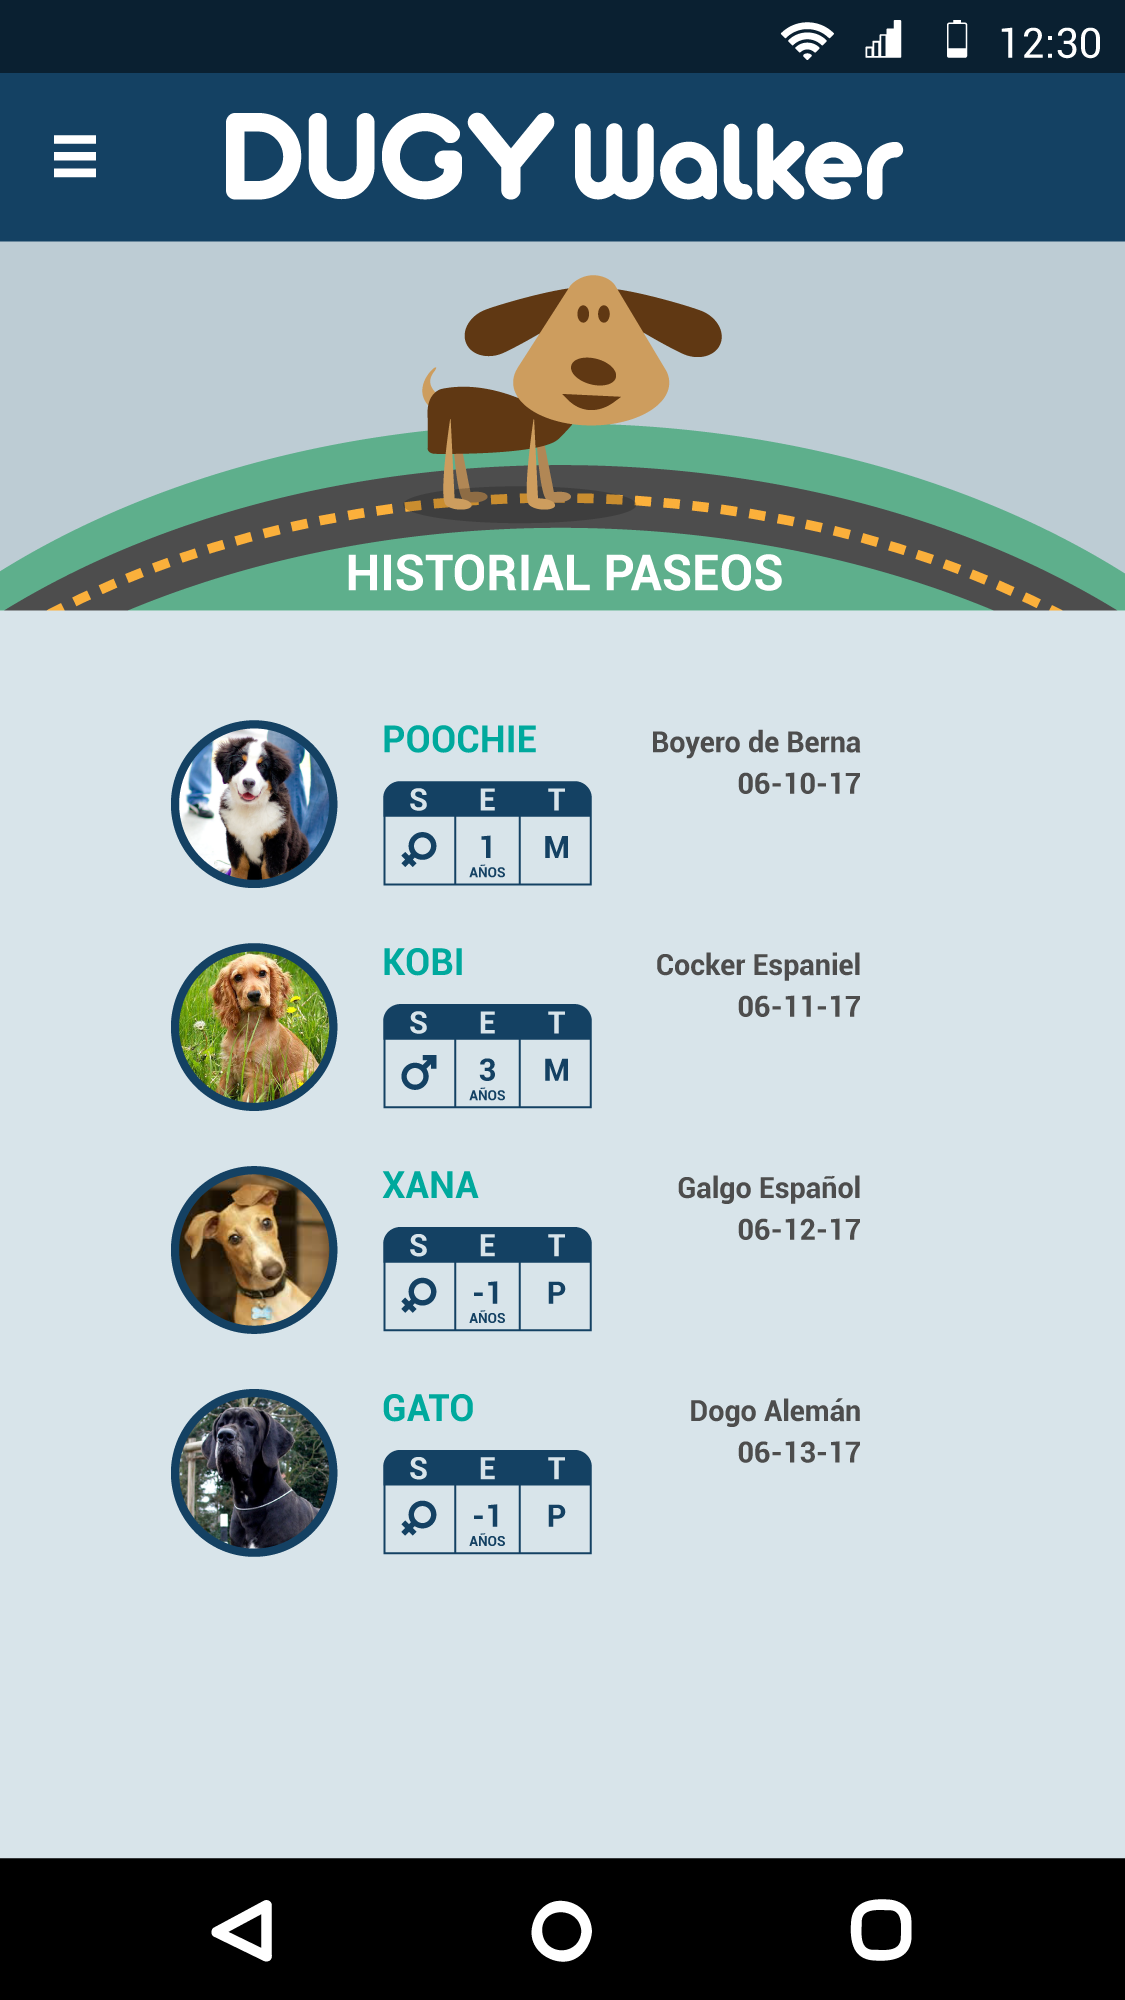 12:30
DUGY Walker
HISTORIAL PASEOS
POOCHIE
Boyero de Berna
06-10-17
S E T
1 M
AÑOS
KOBI
Cocker Espaniel
06-11-17
S E T
3 M
AÑOS
XANA
Galgo Español
06-12-17
S E T
-1 P
AÑOS
GATO
Dogo Alemán
06-13-17
S E T
-1 P
AÑOS